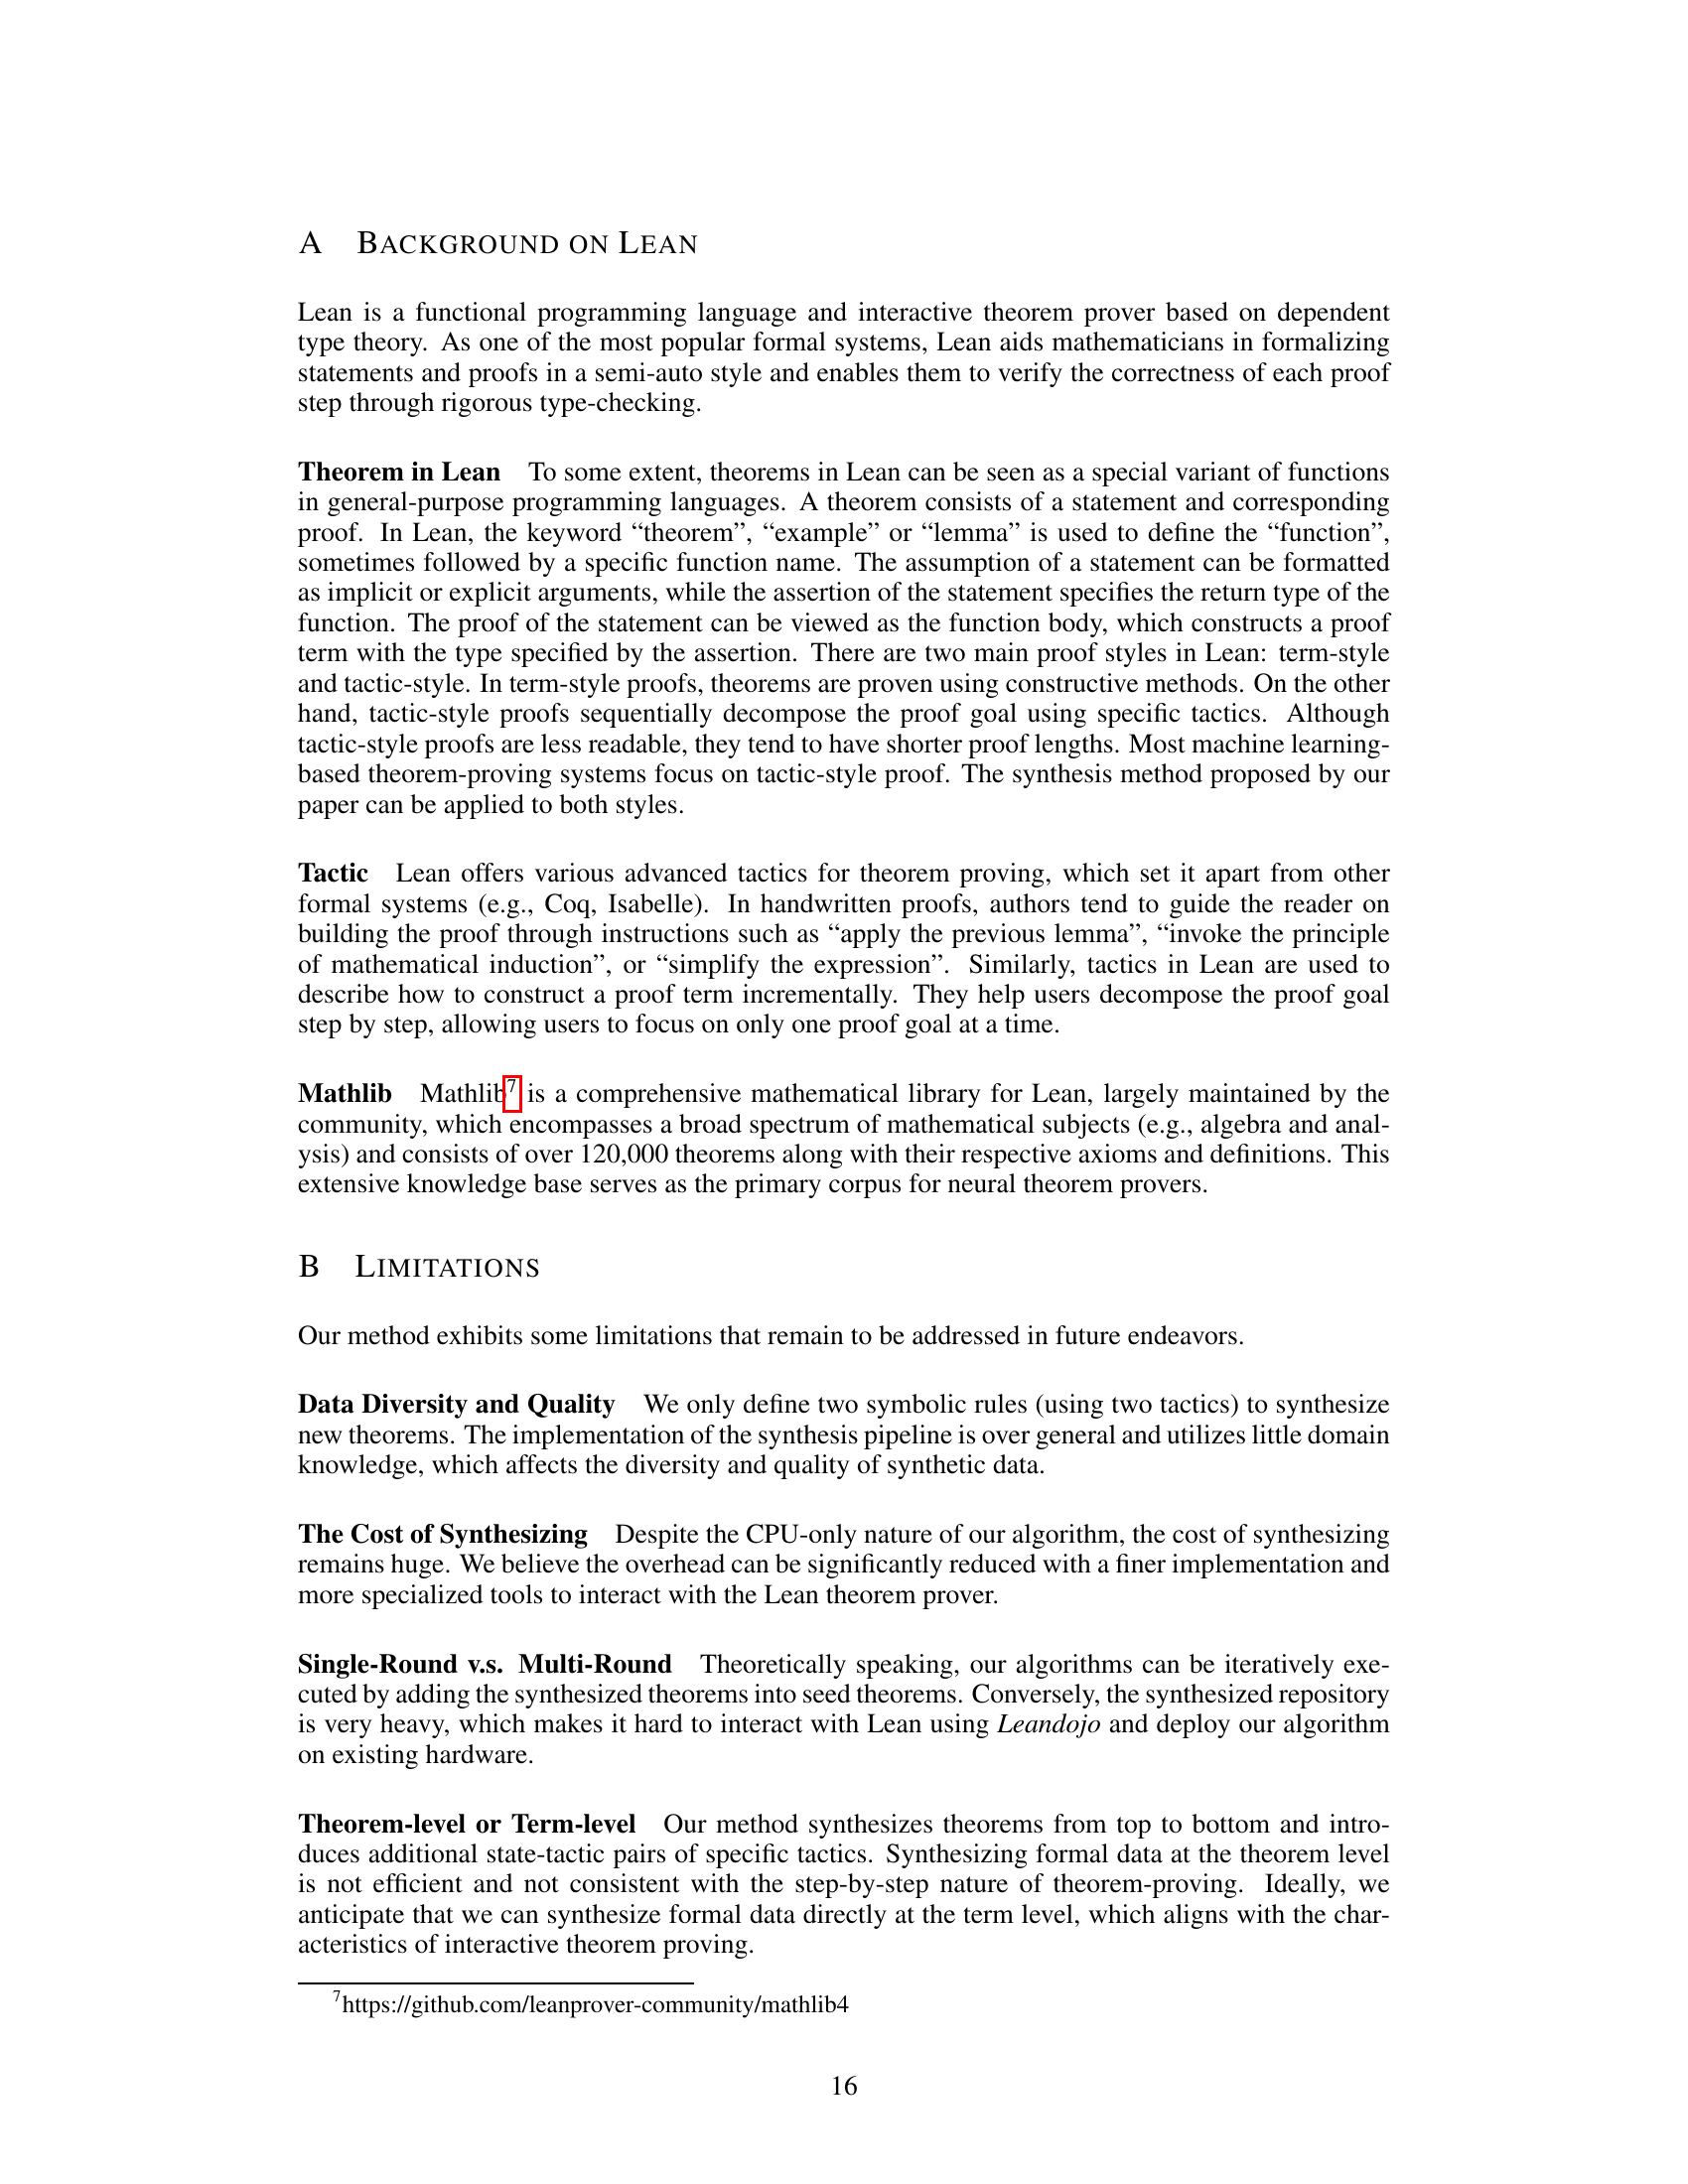 A BACKGROUND ON LEAN
Lean is a functional programming language and interactive theorem prover based on dependent
type theory. As one of the most popular formal systems, Lean aids mathematicians in formalizing
statements and proofs in a semi-auto style and enables them to verify the correctness of each proof
step through rigorous type-checking.
Theorem in Lean To some extent, theorems in Lean can be seen as a special variant of functions
in general-purpose programming languages. A theorem consists of a statement and corresponding
proof. In Lean, the keyword “theorem”, “example” or “lemma” is used to define the “function”,
sometimes followed by a specific function name. The assumption of a statement can be formatted
as implicit or explicit arguments, while the assertion of the statement specifies the return type of the
function. The proof of the statement can be viewed as the function body, which constructs a proof
term with the type specified by the assertion. There are two main proof styles in Lean: term-style
and tactic-style. In term-style proofs, theorems are proven using constructive methods. On the other
hand, tactic-style proofs sequentially decompose the proof goal using specific tactics. Although
tactic-style proofs are less readable, they tend to have shorter proof lengths. Most machine learning-
based theorem-proving systems focus on tactic-style proof. The synthesis method proposed by our
paper can be applied to both styles.
Tactic Lean offers various advanced tactics for theorem proving, which set it apart from other
formal systems (e.g., Coq, Isabelle). In handwritten proofs, authors tend to guide the reader on
building the proof through instructions such as “apply the previous lemma”, “invoke the principle
of mathematical induction”, or “simplify the expression”. Similarly, tactics in Lean are used to
describe how to construct a proof term incrementally. They help users decompose the proof goal
step by step, allowing users to focus on only one proof goal at a time.
Mathlib Mathlib7 is a comprehensive mathematical library for Lean, largely maintained by the
community, which encompasses a broad spectrum of mathematical subjects (e.g., algebra and anal-
ysis) and consists of over 120,000 theorems along with their respective axioms and definitions. This
extensive knowledge base serves as the primary corpus for neural theorem provers.
B LIMITATIONS
Our method exhibits some limitations that remain to be addressed in future endeavors.
Data Diversity and Quality We only define two symbolic rules (using two tactics) to synthesize
new theorems. The implementation of the synthesis pipeline is over general and utilizes little domain
knowledge, which affects the diversity and quality of synthetic data.
The Cost of Synthesizing Despite the CPU-only nature of our algorithm, the cost of synthesizing
remains huge. We believe the overhead can be significantly reduced with a finer implementation and
more specialized tools to interact with the Lean theorem prover.
Single-Round v.s. Multi-Round Theoretically speaking, our algorithms can be iteratively exe-
cuted by adding the synthesized theorems into seed theorems. Conversely, the synthesized repository
is very heavy, which makes it hard to interact with Lean using Leandojo and deploy our algorithm
on existing hardware.
Theorem-level or Term-level Our method synthesizes theorems from top to bottom and intro-
duces additional state-tactic pairs of specific tactics. Synthesizing formal data at the theorem level
is not efficient and not consistent with the step-by-step nature of theorem-proving. Ideally, we
anticipate that we can synthesize formal data directly at the term level, which aligns with the char-
acteristics of interactive theorem proving.
7https://github.com/leanprover-community/mathlib4
16